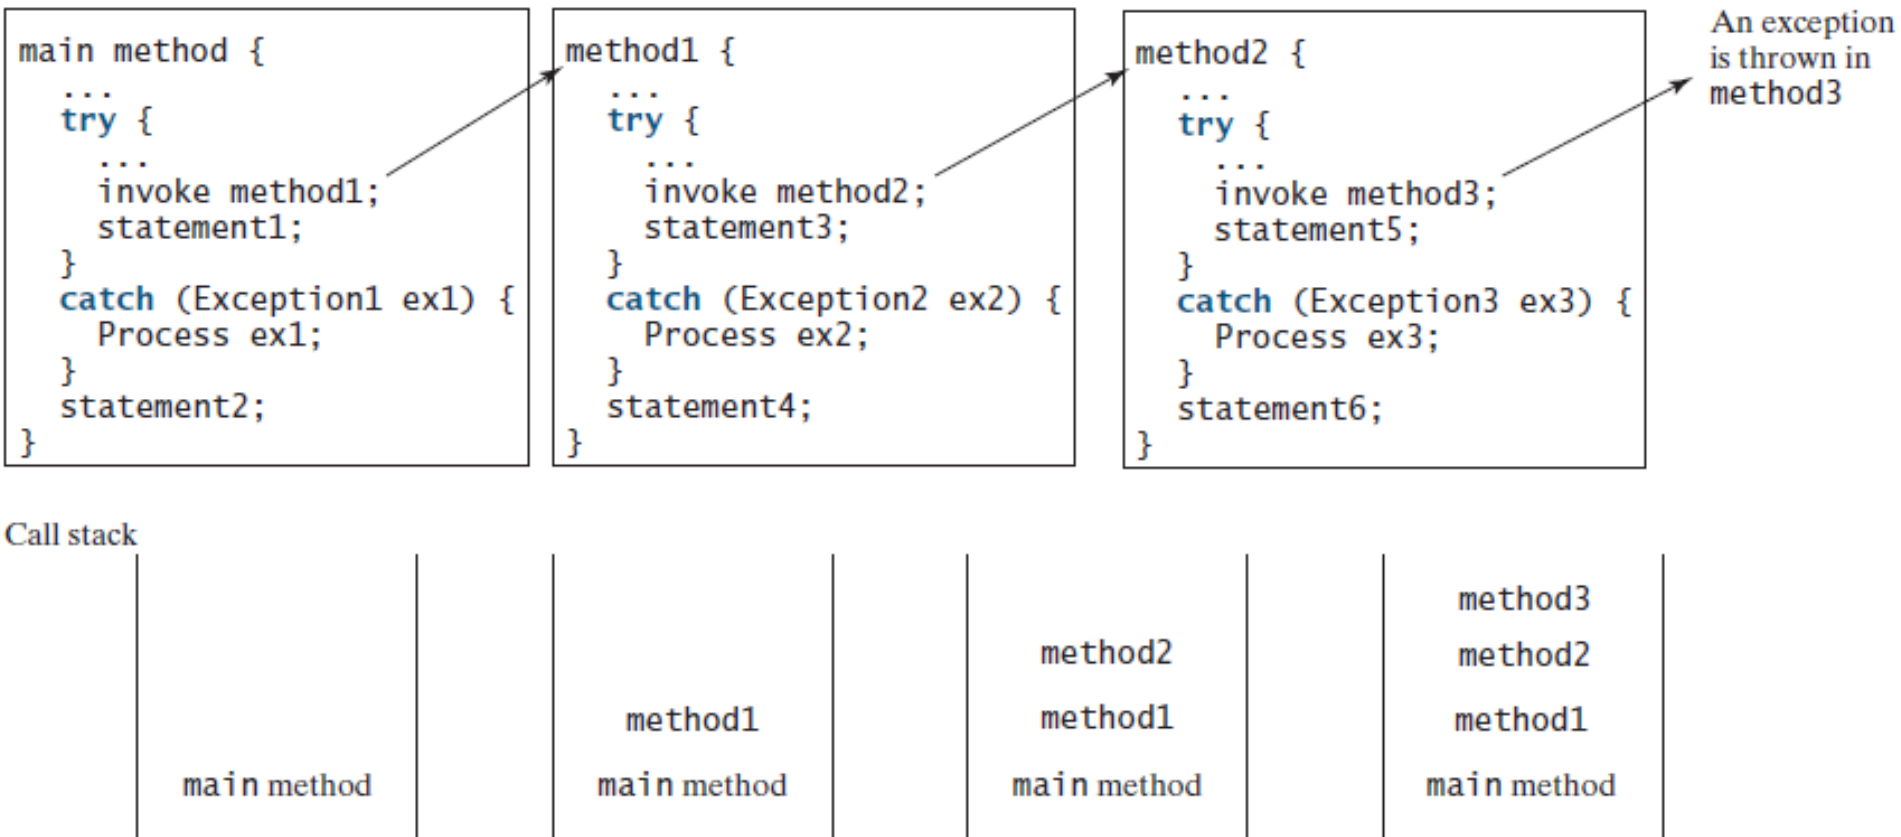 main method {
...
try {
...
invoke method1;
statement1;
}
catch (Exception1 ex1) {
Process ex1;
}
statement2;
}
method1 {
...
try {
...
invoke method2;
statement3;
}
catch (Exception2 ex2) {
Process ex2;
}
statement4;
}
method2 {
...
try {
...
invoke method3;
statement5;
}
catch (Exception3 ex3) {
Process ex3;
}
statement6;
}
An exception
is thrown in
method3
Call stack
main method
method1
main method
method2
method1
main method
method3
method2
method1
main method